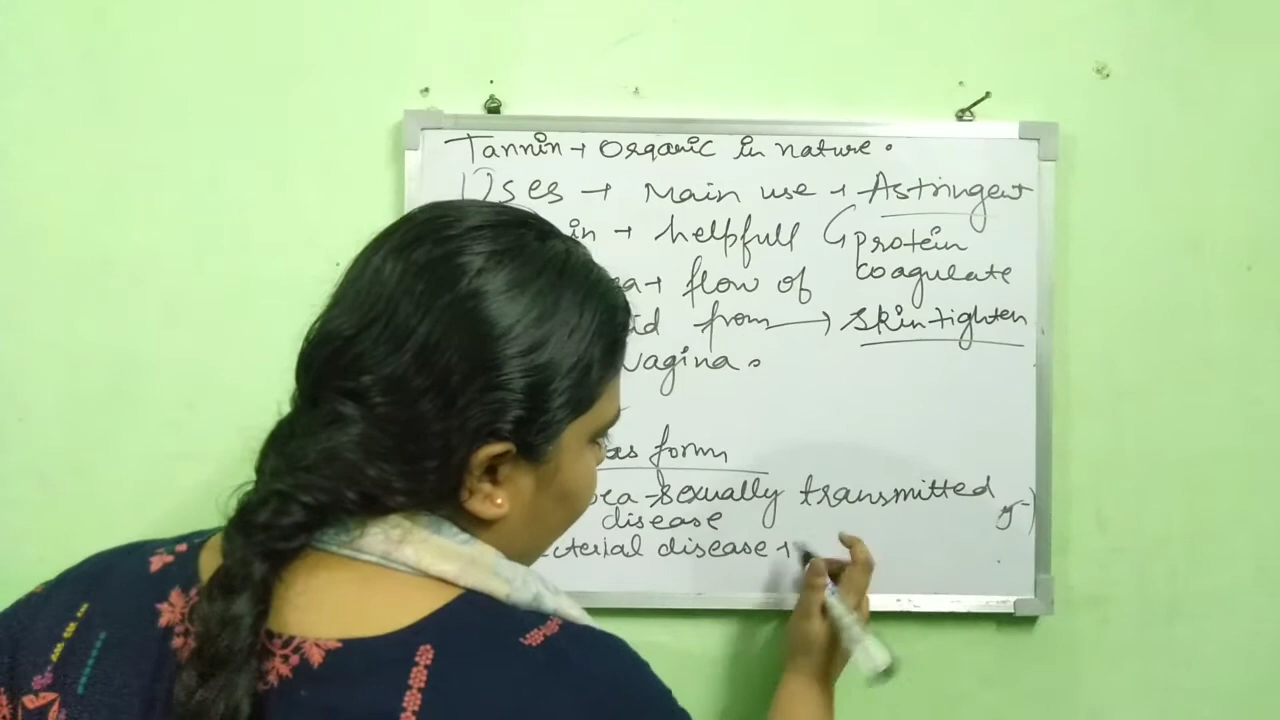 Tannin → Organic in nature.
Uses → Main use → Astringent
in → helpfull protein
coagulate
→ flow of
from → skin tighten
vagina.
as form
sexually transmitted
disease
disease →